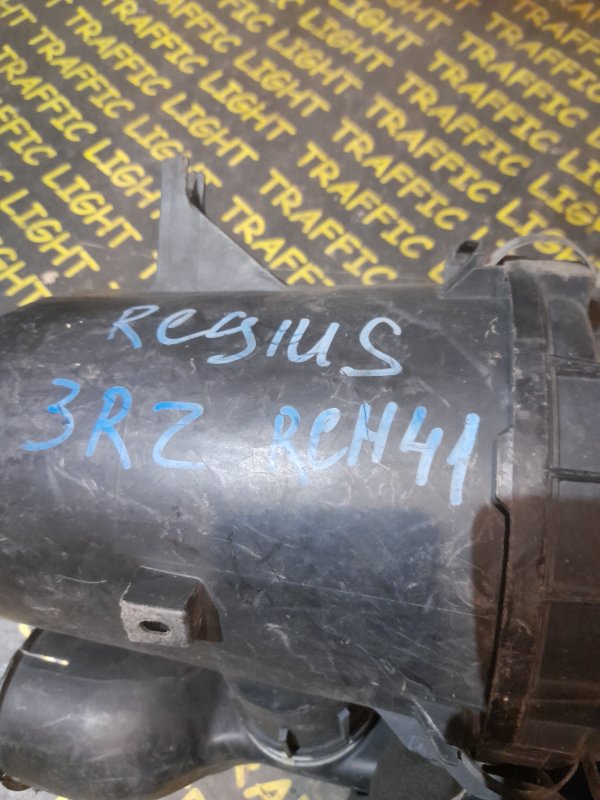 TRAFFIC LIGHT
Regius
3RZ RCH41